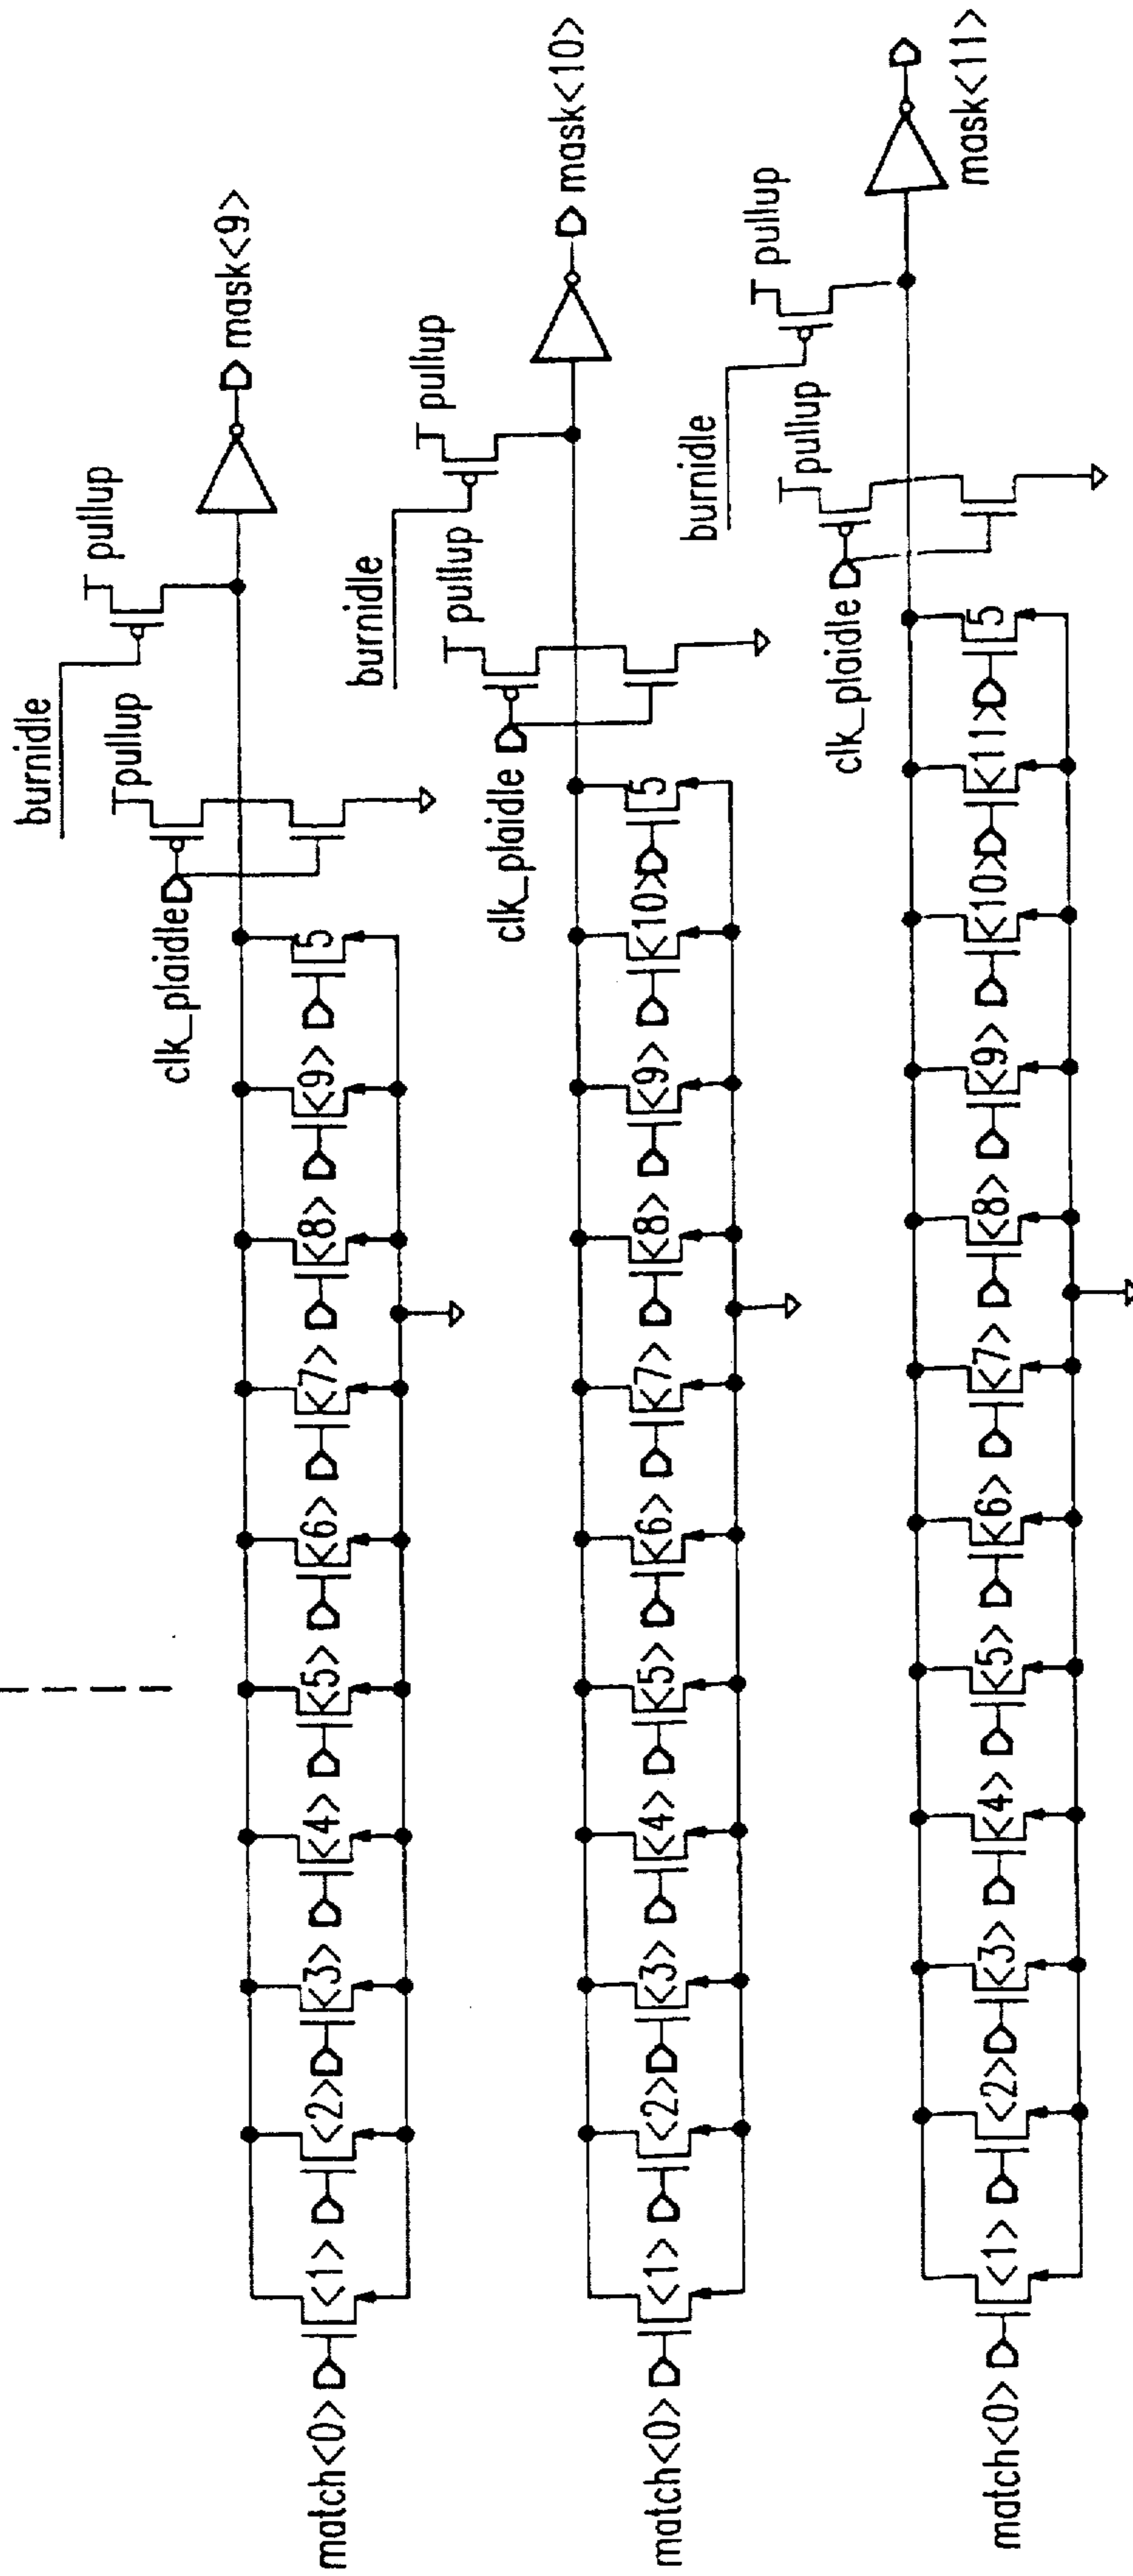 burnidle
pullup
pullup
clk_plaidle
mask<9>
match<0>
<1>
<2>
<3>
<4>
<5>
<6>
<7>
<8>
<9>
5
burnidle
pullup
pullup
clk_plaidle
mask<10>
match<0>
<1>
<2>
<3>
<4>
<5>
<6>
<7>
<8>
<9>
<10>
5
burnidle
pullup
pullup
clk_plaidle
mask<11>
match<0>
<1>
<2>
<3>
<4>
<5>
<6>
<7>
<8>
<9>
<10>
<11>
5